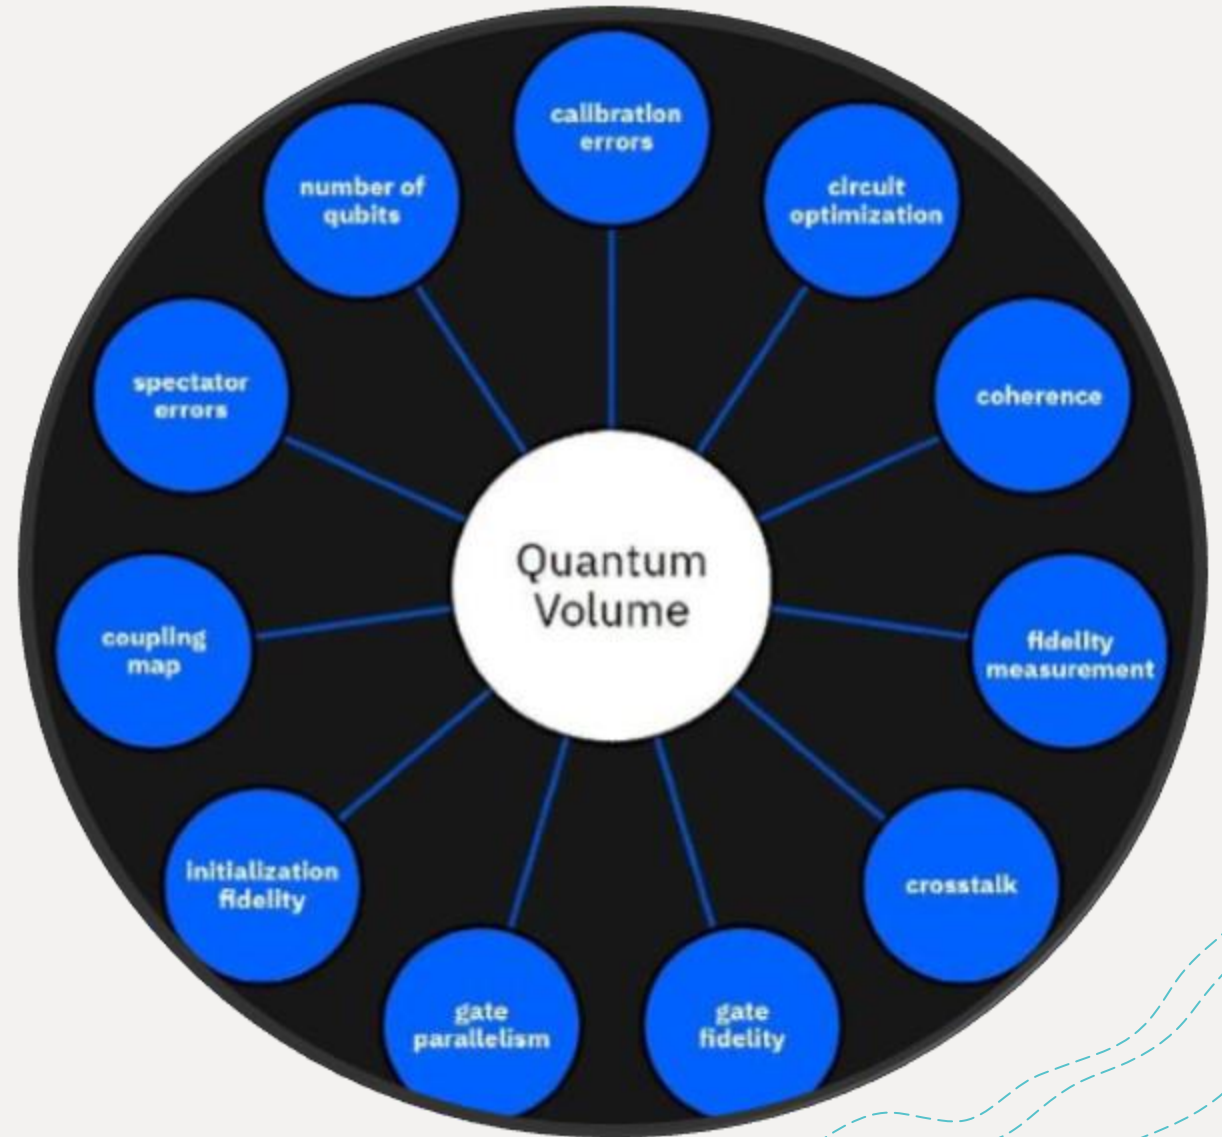 calibration
errors
circuit
optimization
coherence
fidelity
measurement
crosstalk
gate
fidelity
gate
parallelism
initialization
fidelity
coupling
map
spectator
errors
number of
qubits
Quantum
Volume